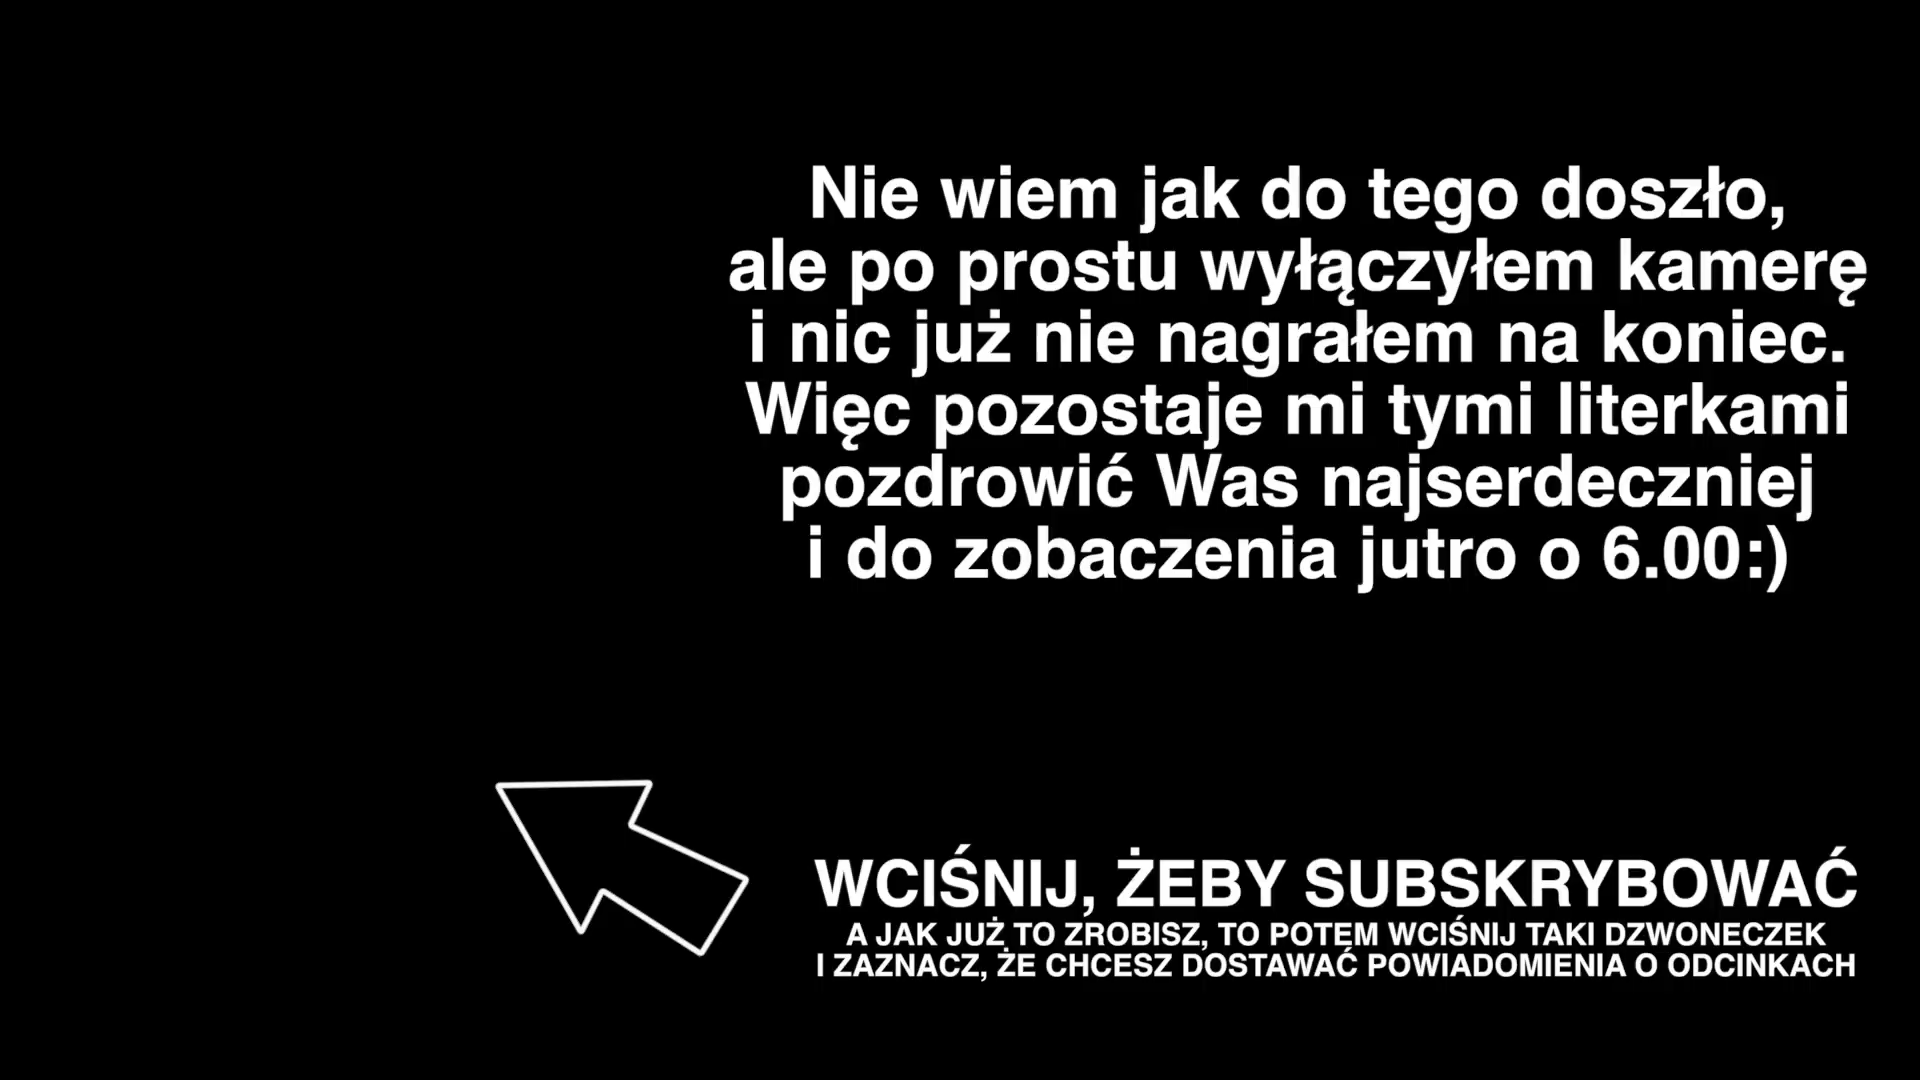 Nie wiem jak do tego doszło,
ale po prostu wyłączyłem kamerę
i nic już nie nagrałem na koniec.
Więc pozostaje mi tymi literkami
pozdrowić Was najserdeczniej
i do zobaczenia jutro o 6.00:)
WCIŚNIJ, ŻEBY SUBSKRYBOWAĆ
A JAK JUŻ TO ZROBISZ, TO POTEM WCIŚNIJ TAKI DZWONECZEK
I ZAZNACZ, ŻE CHCESZ DOSTAWAĆ POWIADOMIENIA O ODCINKACH